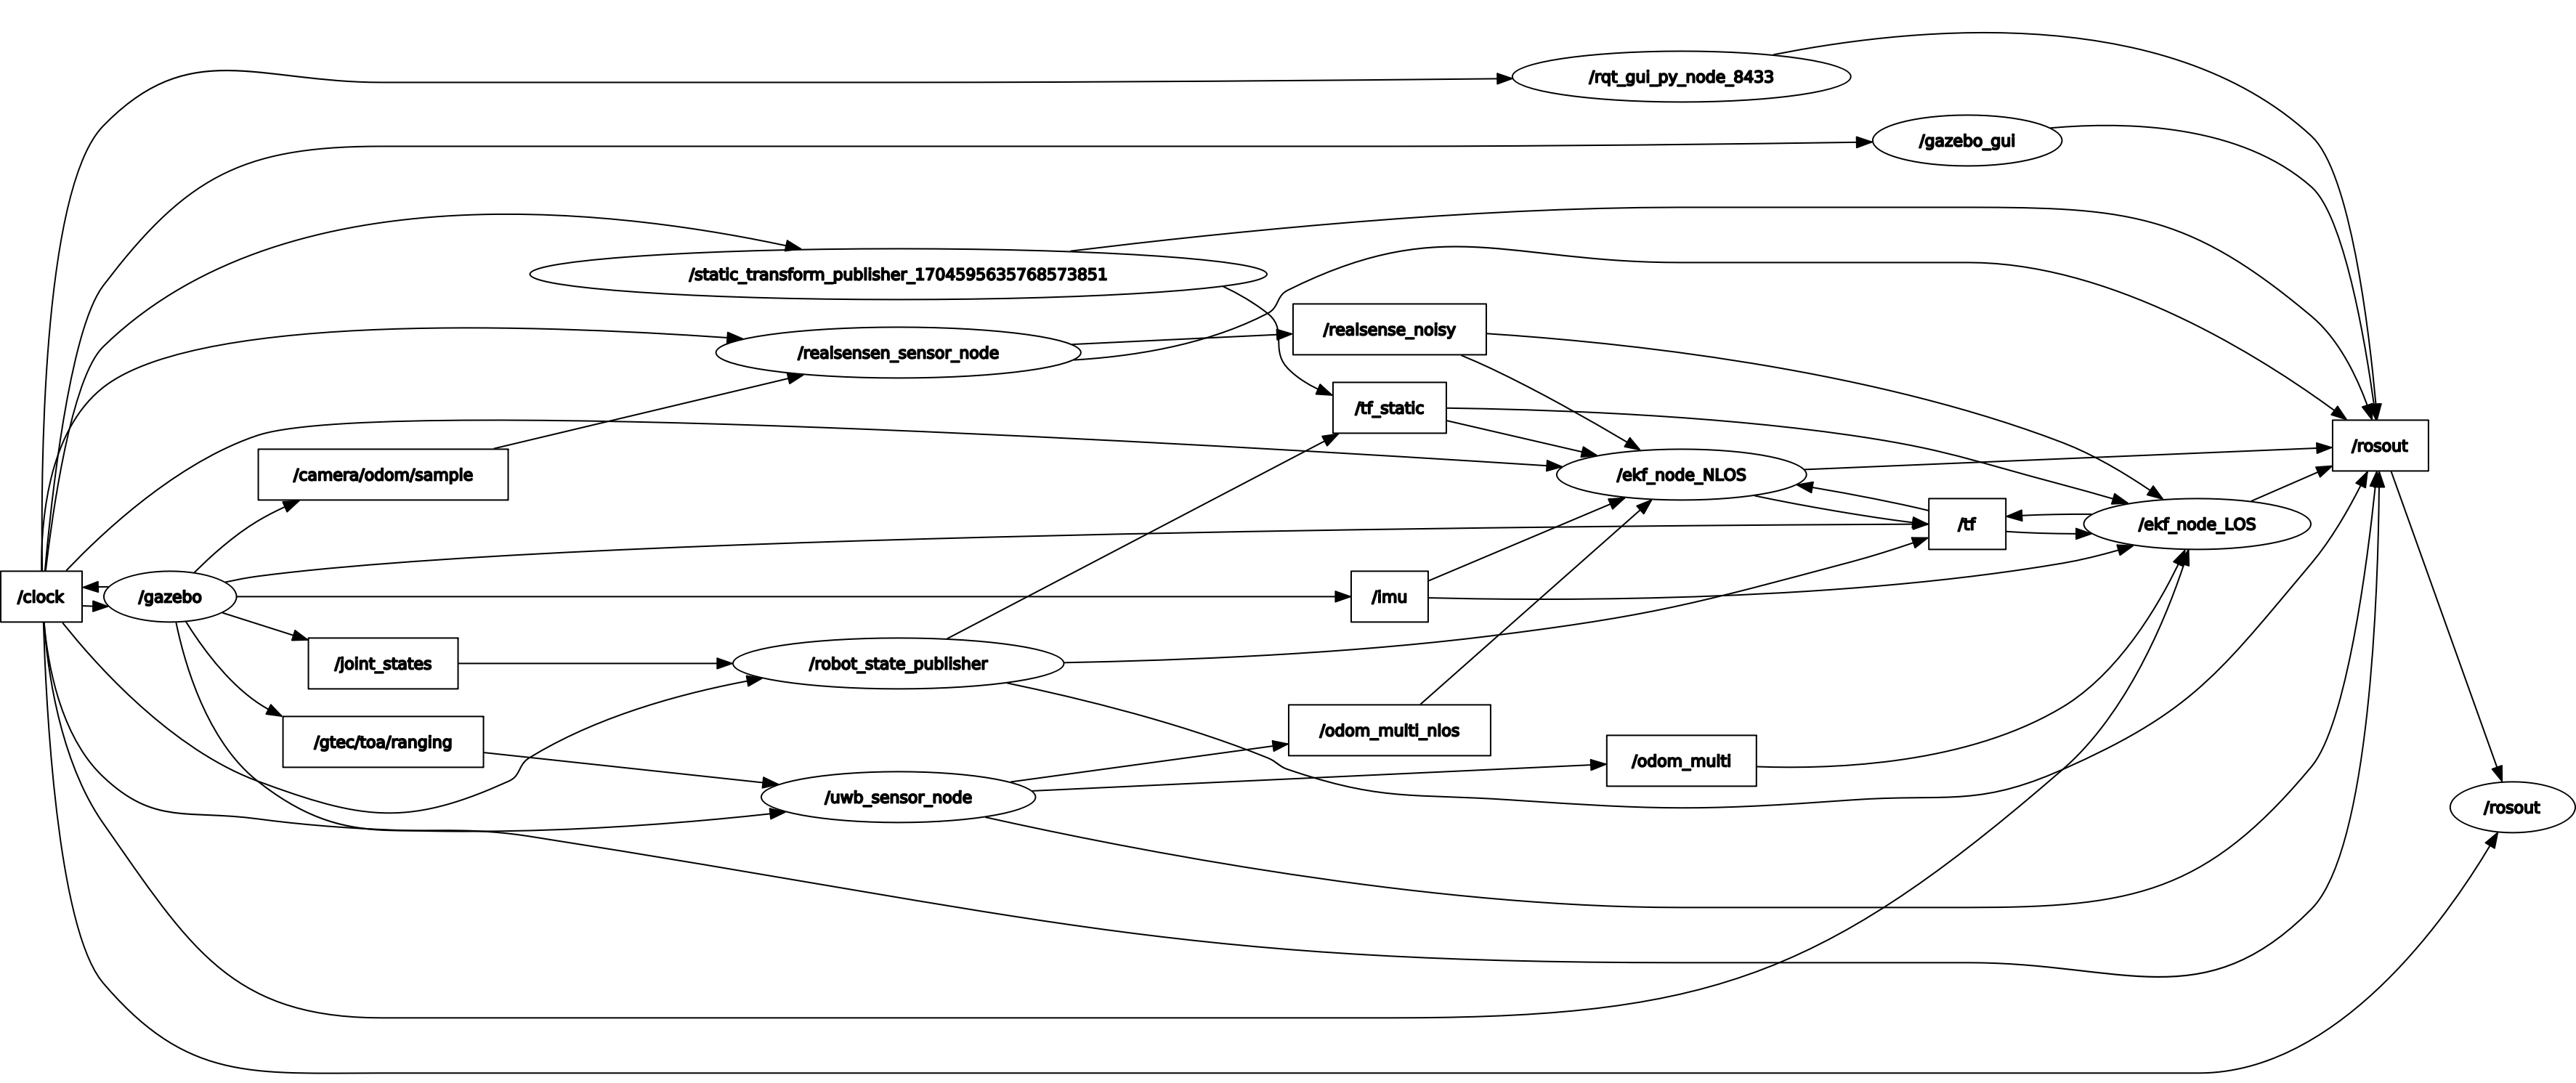 /rqt_gui_py_node_8433
/gazebo_gui
/static_transform_publisher_1704595635768573851
/realsense_noisy
/realsensen_sensor_node
/tf_static
/rosout
/camera/odom/sample
/ekf_node_NLOS
/tf
/ekf_node_LOS
/clock
/gazebo
/imu
/joint_states
/robot_state_publisher
/odom_multi_nlos
/gtec/toa/ranging
/odom_multi
/uwb_sensor_node
/rosout